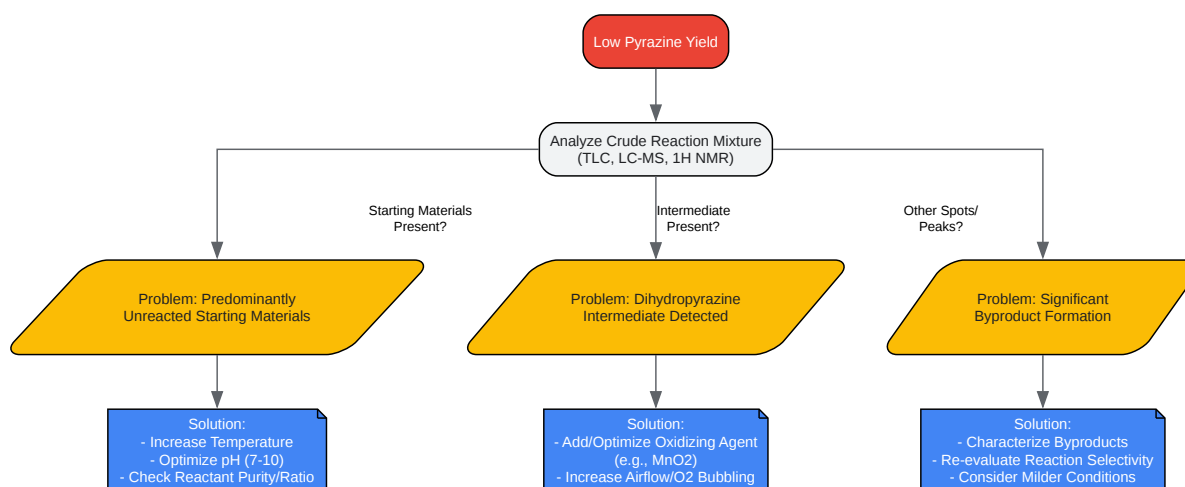 Low Pyrazine Yield
Analyze Crude Reaction Mixture
(TLC, LC-MS, 1H NMR)
Starting Materials
Present?
Intermediate
Present?
Other Spots/
Peaks?
Problem: Predominantly
Unreacted Starting Materials
Problem: Dihydropyrazine
Intermediate Detected
Problem: Significant
Byproduct Formation
Solution:
- Increase Temperature
- Optimize pH (7-10)
- Check Reactant Purity/Ratio
Solution:
- Add/Optimize Oxidizing Agent
(e.g., MnO2)
- Increase Airflow/O2 Bubbling
Solution:
- Characterize Byproducts
- Re-evaluate Reaction Selectivity
- Consider Milder Conditions